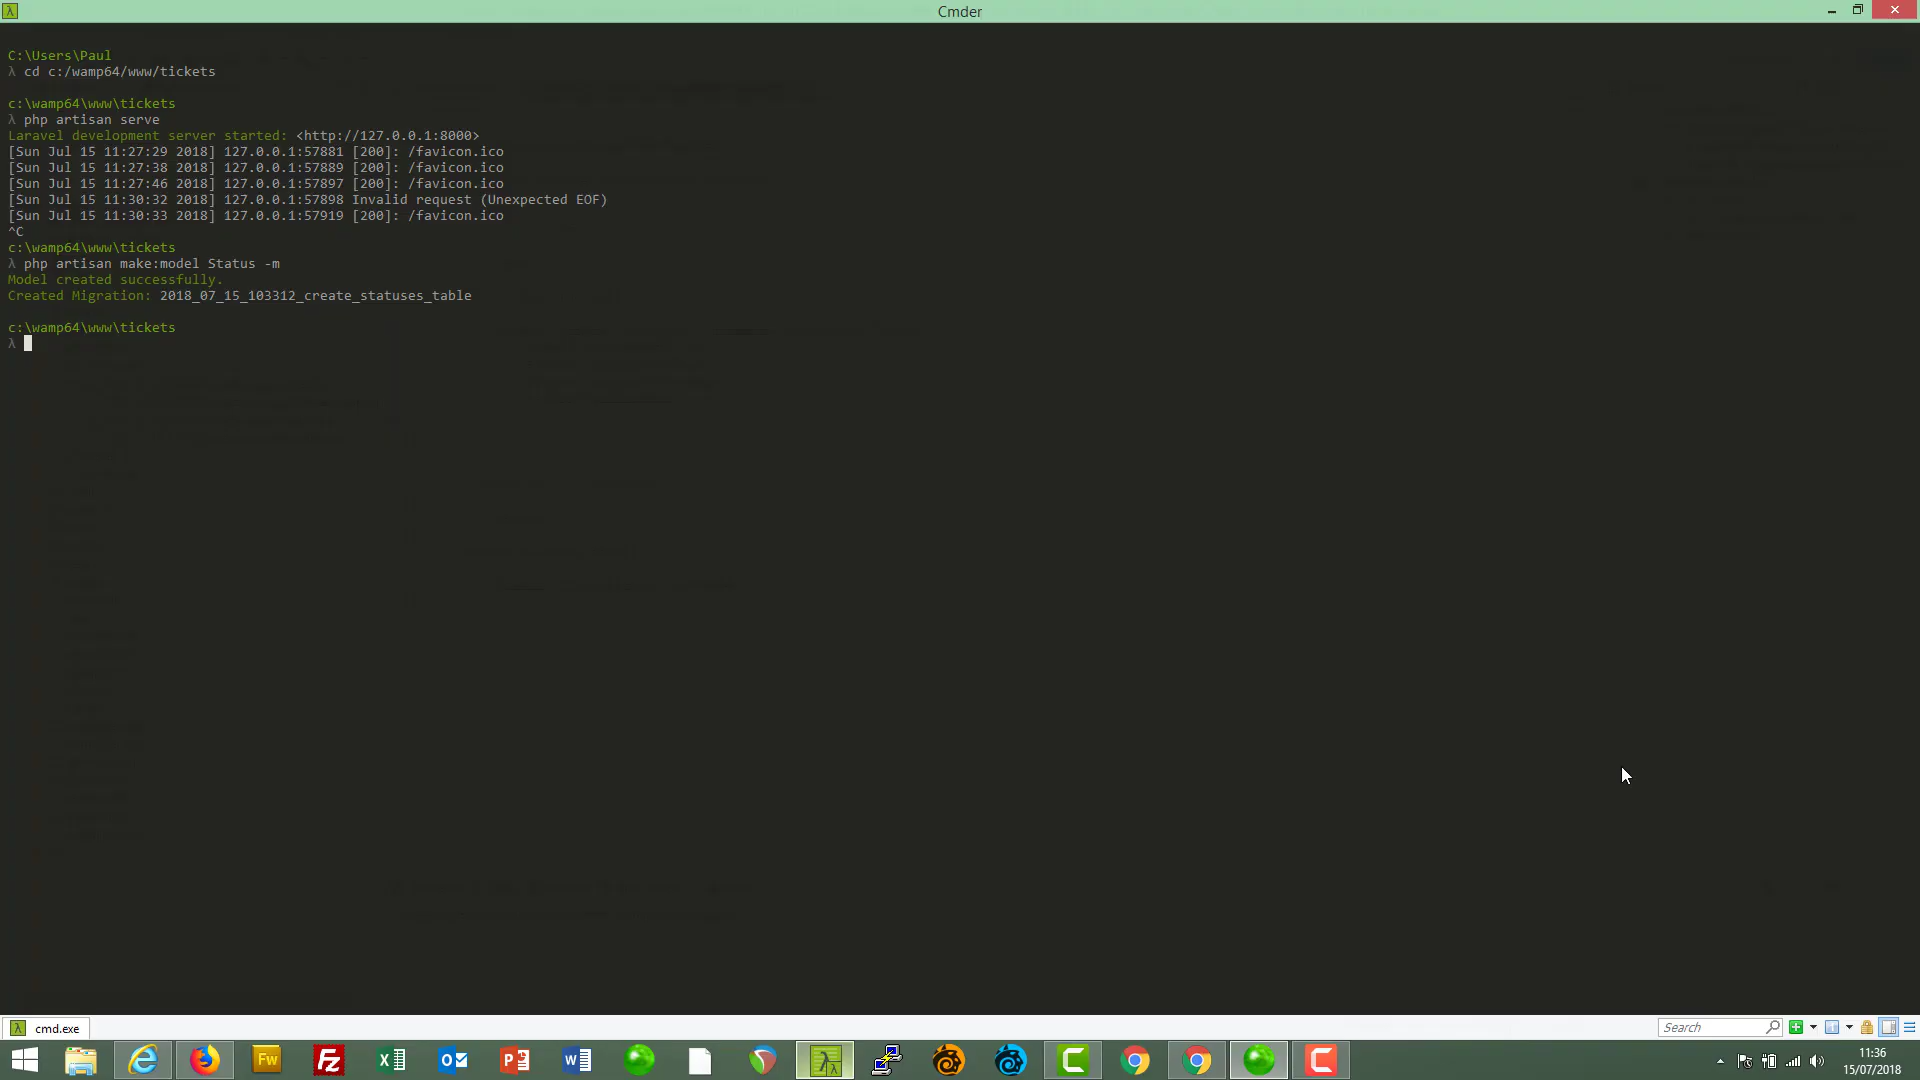 Cmder
C:\Users\Paul
λ cd c:/wamp64/www/tickets
c:\wamp64\www\tickets
λ php artisan serve
Laravel development server started: <http://127.0.0.1:8000>
[Sun Jul 15 11:27:29 2018] 127.0.0.1:57881 [200]: /favicon.ico
[Sun Jul 15 11:27:38 2018] 127.0.0.1:57889 [200]: /favicon.ico
[Sun Jul 15 11:27:46 2018] 127.0.0.1:57897 [200]: /favicon.ico
[Sun Jul 15 11:30:32 2018] 127.0.0.1:57898 Invalid request (Unexpected EOF)
[Sun Jul 15 11:30:33 2018] 127.0.0.1:57919 [200]: /favicon.ico
^C
c:\wamp64\www\tickets
λ php artisan make:model Status -m
Model created successfully.
Created Migration: 2018_07_15_103312_create_statuses_table
c:\wamp64\www\tickets
λ
cmd.exe
Search
Fw
11:36
15/07/2018